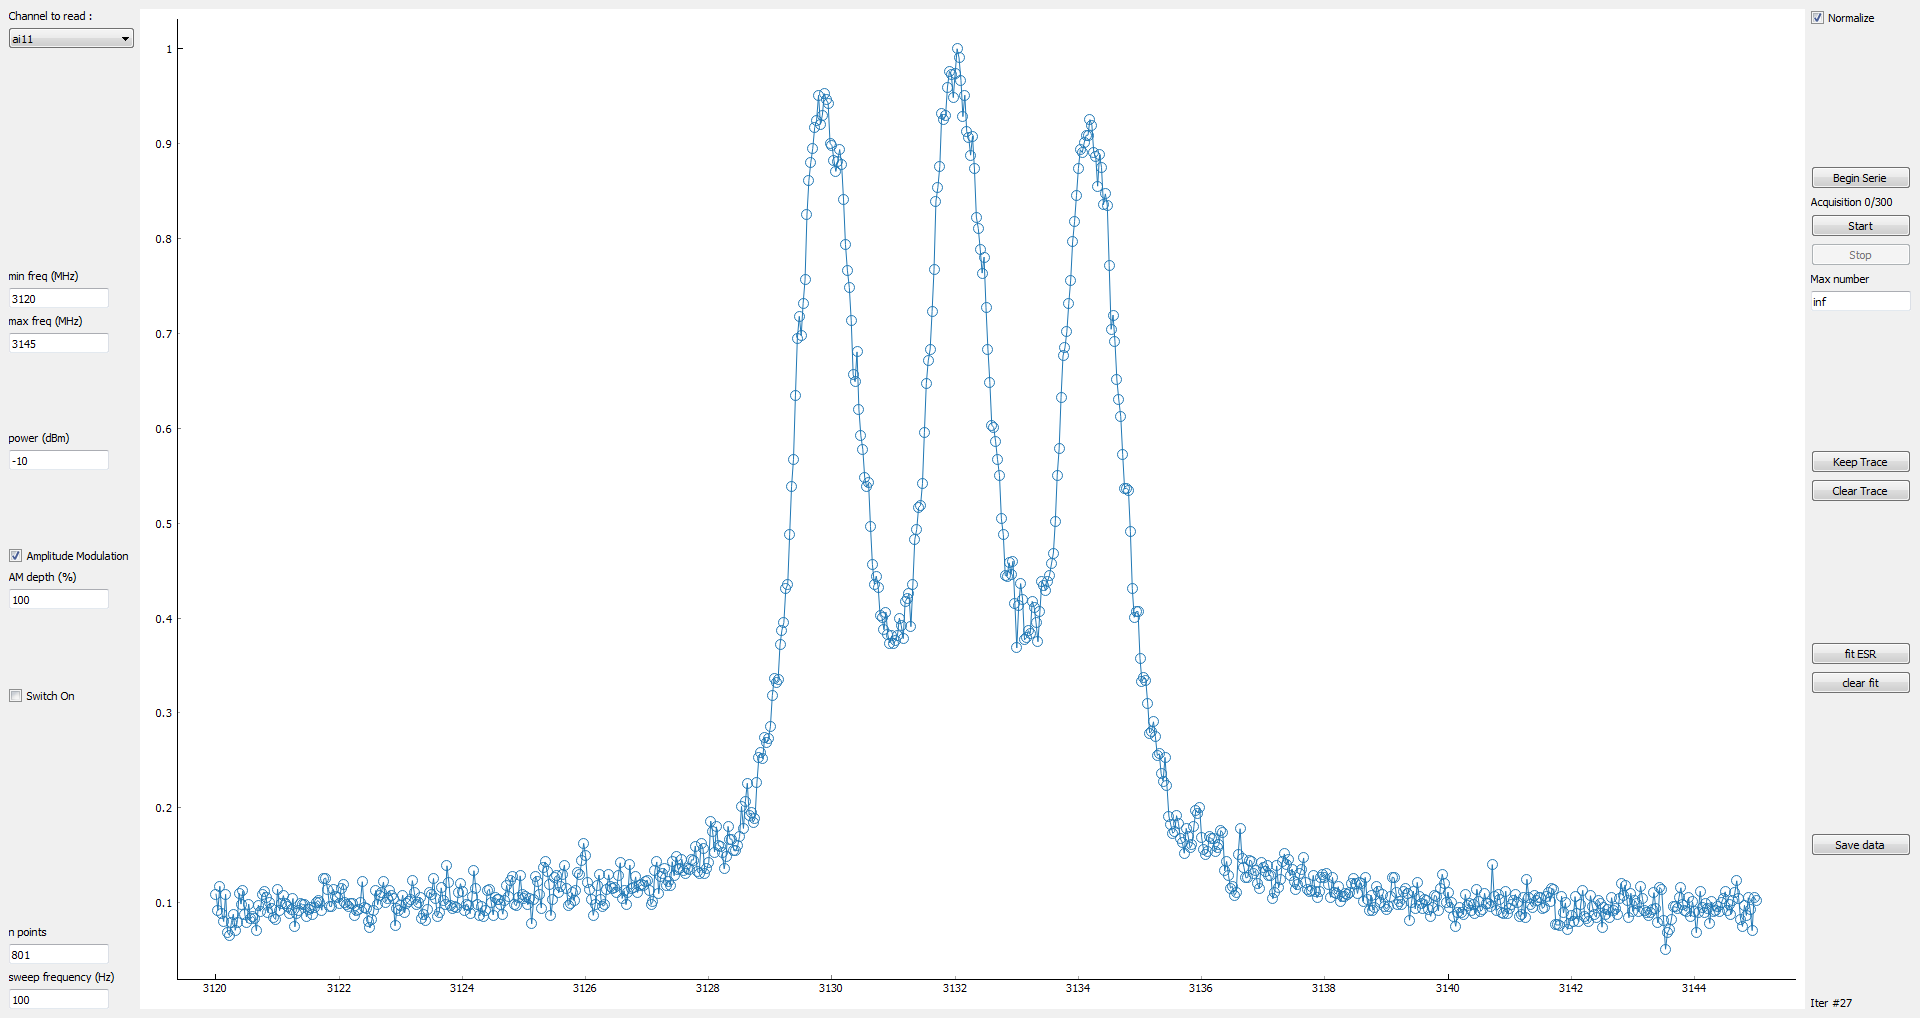 Channel to read :
ai11
min freq (MHz)
3120
max freq (MHz)
3145
power (dBm)
-10
Amplitude Modulation
AM depth (%)
100
Switch On
n points
801
sweep frequency (Hz)
100
1
0.9
0.8
0.7
0.6
0.5
0.4
0.3
0.2
0.1
3120 3122 3124 3126 3128 3130 3132 3134 3136 3138 3140 3142 3144
Normalize
Begin Serie
Acquisition 0/300
Start
Stop
Max number
inf
Keep Trace
Clear Trace
fit ESR
clear fit
Save data
Iter #27